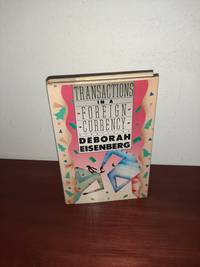 TRANSACTIONS
IN A
FOREIGN
CURRENCY
DEBORAH
EISENBERG